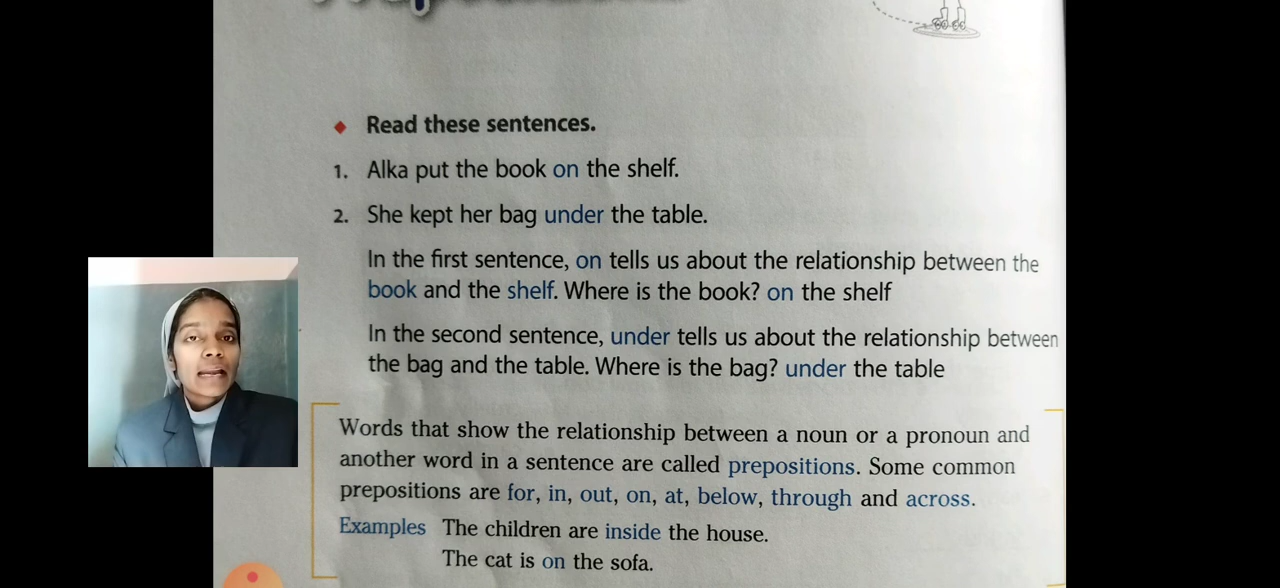 Read these sentences.
1. Alka put the book on the shelf.
2. She kept her bag under the table.
In the first sentence, on tells us about the relationship between the
book and the shelf. Where is the book? on the shelf
In the second sentence, under tells us about the relationship between
the bag and the table. Where is the bag? under the table
Words that show the relationship between a noun or a pronoun and
another word in a sentence are called prepositions. Some common
prepositions are for, in, out, on, at, below, through and across.
Examples The children are inside the house.
The cat is on the sofa.